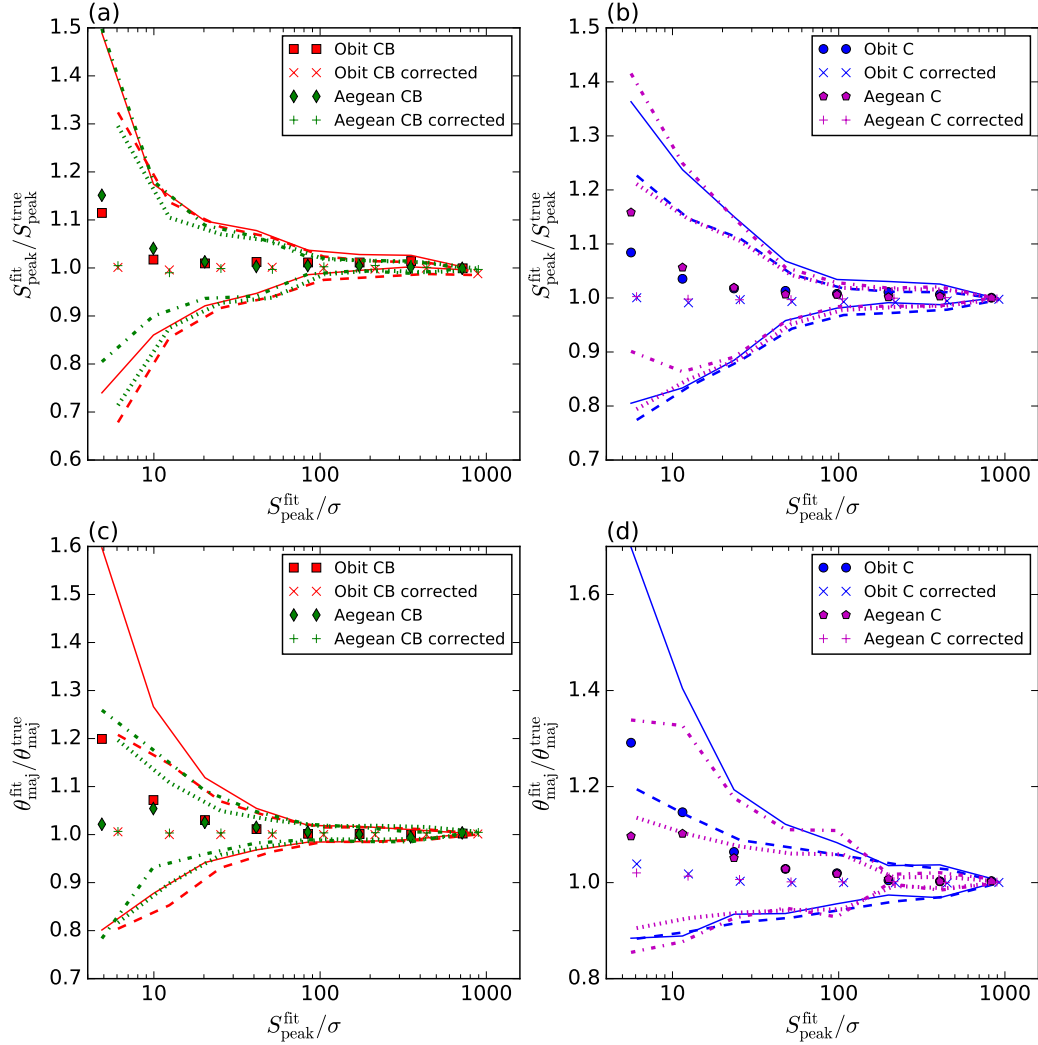 (a)
1.5
1.4
1.3
1.2
1.1
1.0
0.9
0.8
0.7
0.6
10
100
1000
S_peak^fit/σ
S_peak^fit/S_peak^true
Obit CB
Obit CB corrected
Aegean CB
Aegean CB corrected
(b)
1.5
1.4
1.3
1.2
1.1
1.0
0.9
0.8
0.7
10
100
1000
S_peak^fit/σ
S_peak^fit/S_peak^true
Obit C
Obit C corrected
Aegean C
Aegean C corrected
(c)
1.6
1.5
1.4
1.3
1.2
1.1
1.0
0.9
0.8
0.7
10
100
1000
S_peak^fit/σ
θ_maj^fit/θ_maj^true
Obit CB
Obit CB corrected
Aegean CB
Aegean CB corrected
(d)
1.6
1.4
1.2
1.0
0.8
10
100
1000
S_peak^fit/σ
θ_maj^fit/θ_maj^true
Obit C
Obit C corrected
Aegean C
Aegean C corrected